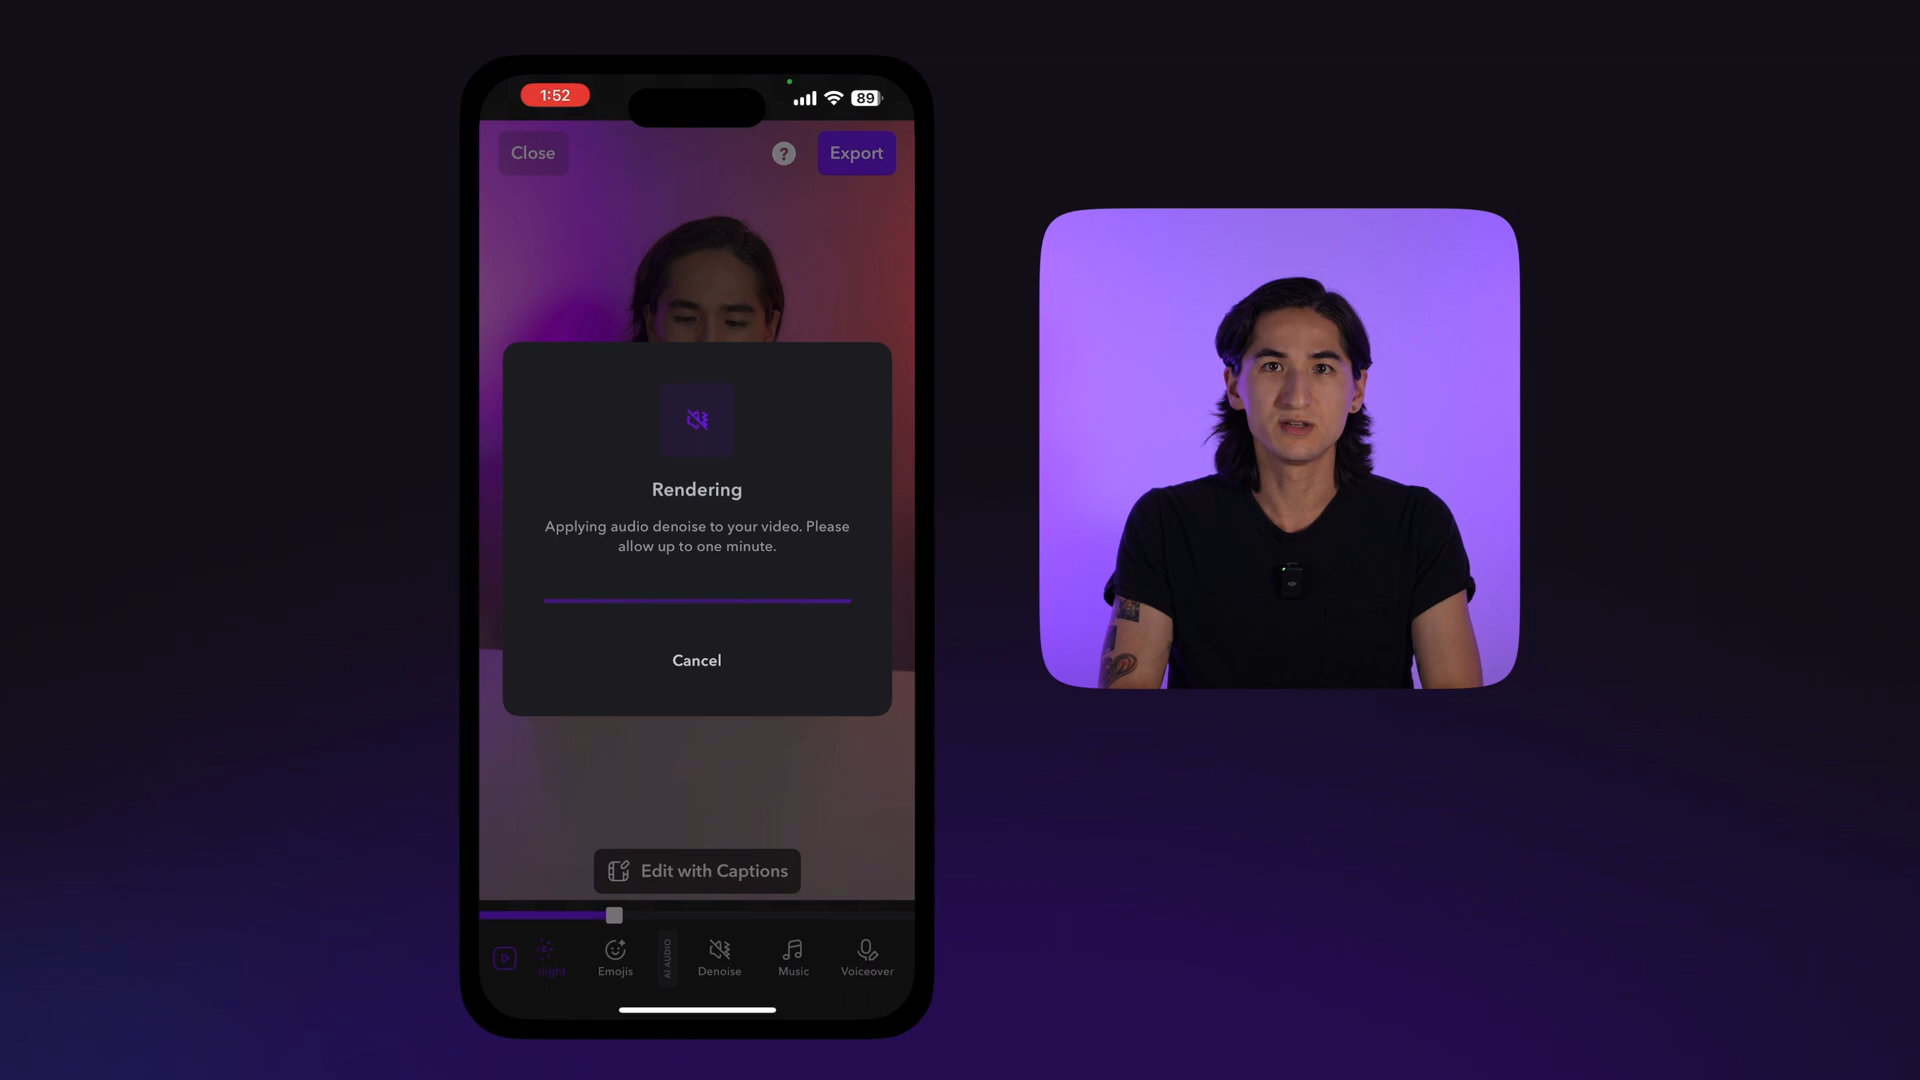 1:52
89
Close
?
Export
Rendering
Applying audio denoise to your video. Please
allow up to one minute.
Cancel
Edit with Captions
light
Emojis
AI AUDIO
Denoise
Music
Voiceover